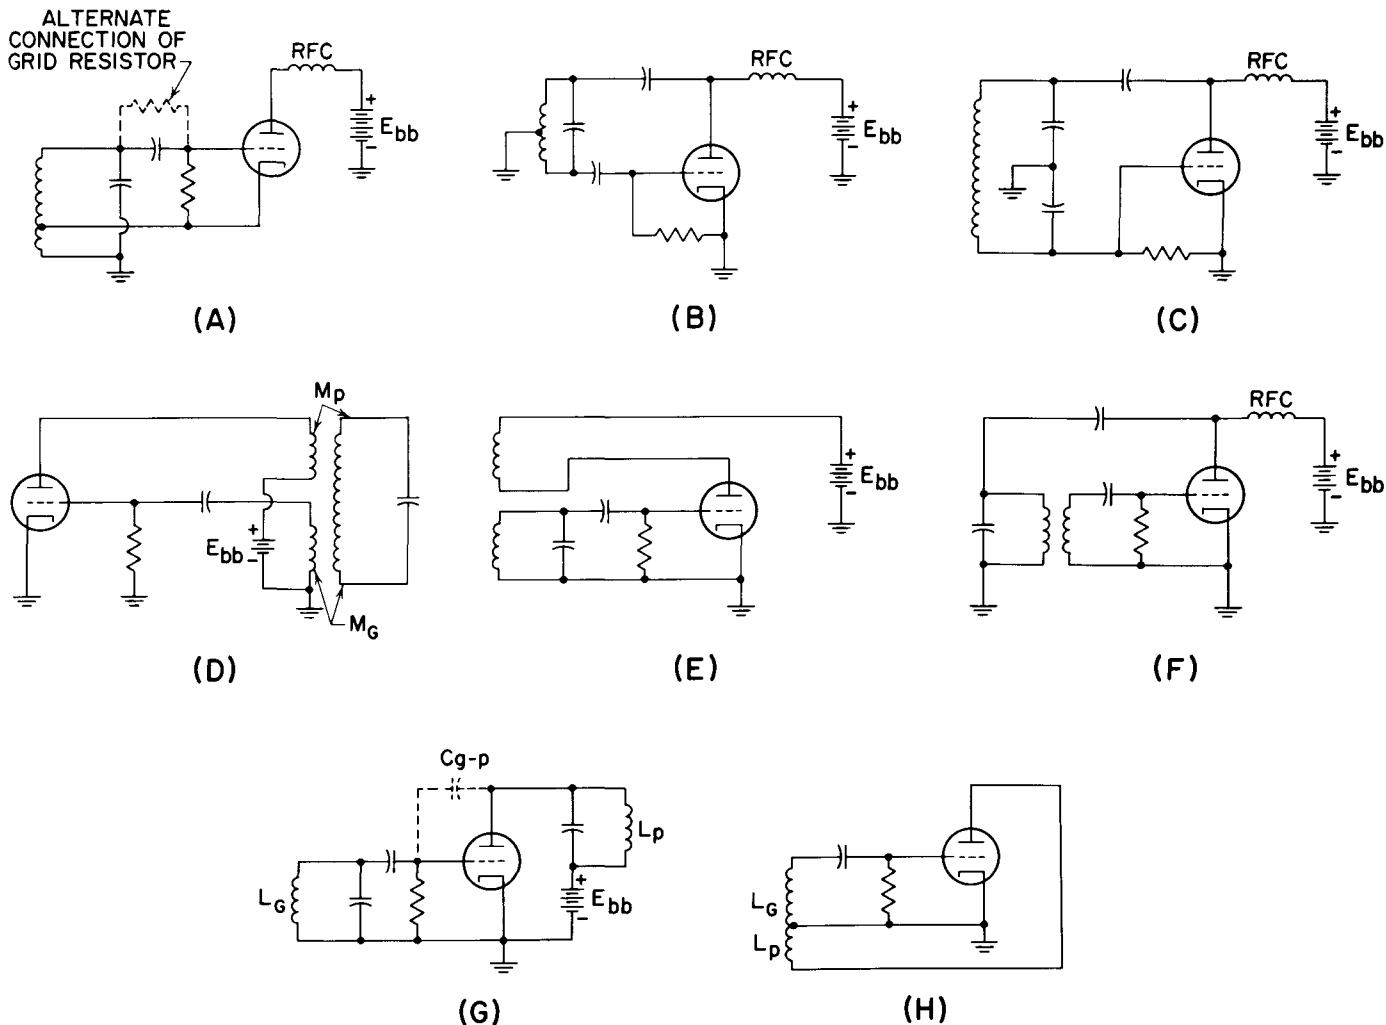 ALTERNATE
CONNECTION OF
GRID RESISTOR
RFC
+
Ebb
-
(A)
RFC
+
Ebb
-
(B)
RFC
+
Ebb
-
(C)
Mp
+
Ebb
-
MG
(D)
+
Ebb
-
(E)
RFC
+
Ebb
-
(F)
Cg-p
Lp
LG
+
Ebb
-
(G)
LG
Lp
(H)